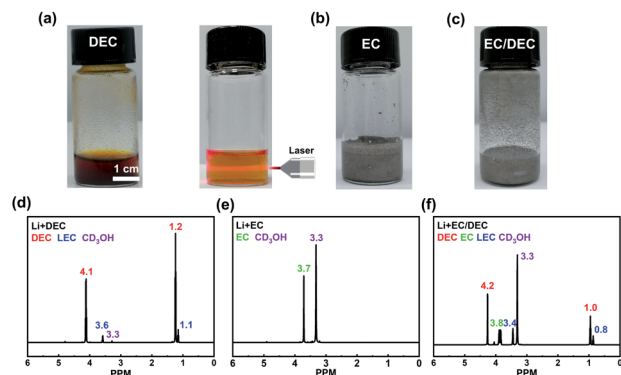 (a)
DEC
1 cm
Laser
(b)
EC
(c)
EC/DEC
(d)
Li+DEC
DEC LEC CD₃OH
4.1
3.6
3.3
1.2
1.1
6 5 4 3 2 1 0
PPM
(e)
Li+EC
EC CD₃OH
3.7
3.3
6 5 4 3 2 1 0
PPM
(f)
Li+EC/DEC
DEC EC LEC CD₃OH
4.2
3.8
3.4
3.3
1.0
0.8
6 5 4 3 2 1 0
PPM